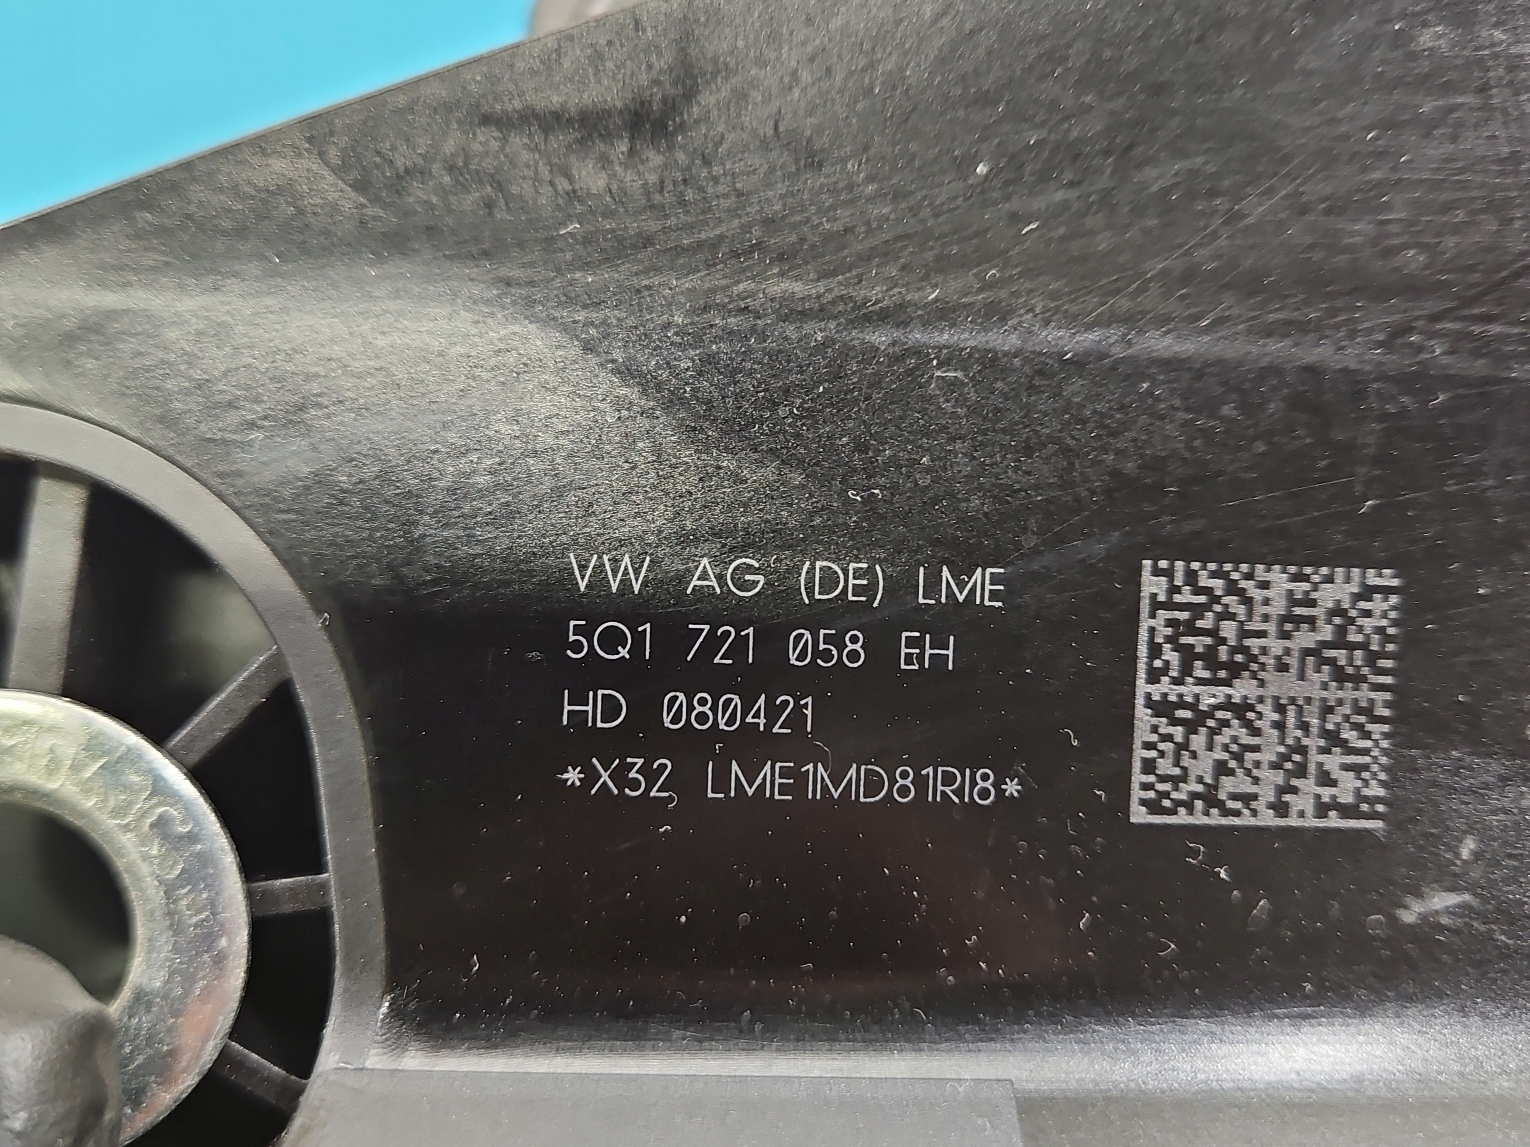 VW AG (DE) LME
5Q1 721 058 EH
HD 080421
*X32 LME1MD81RI8*